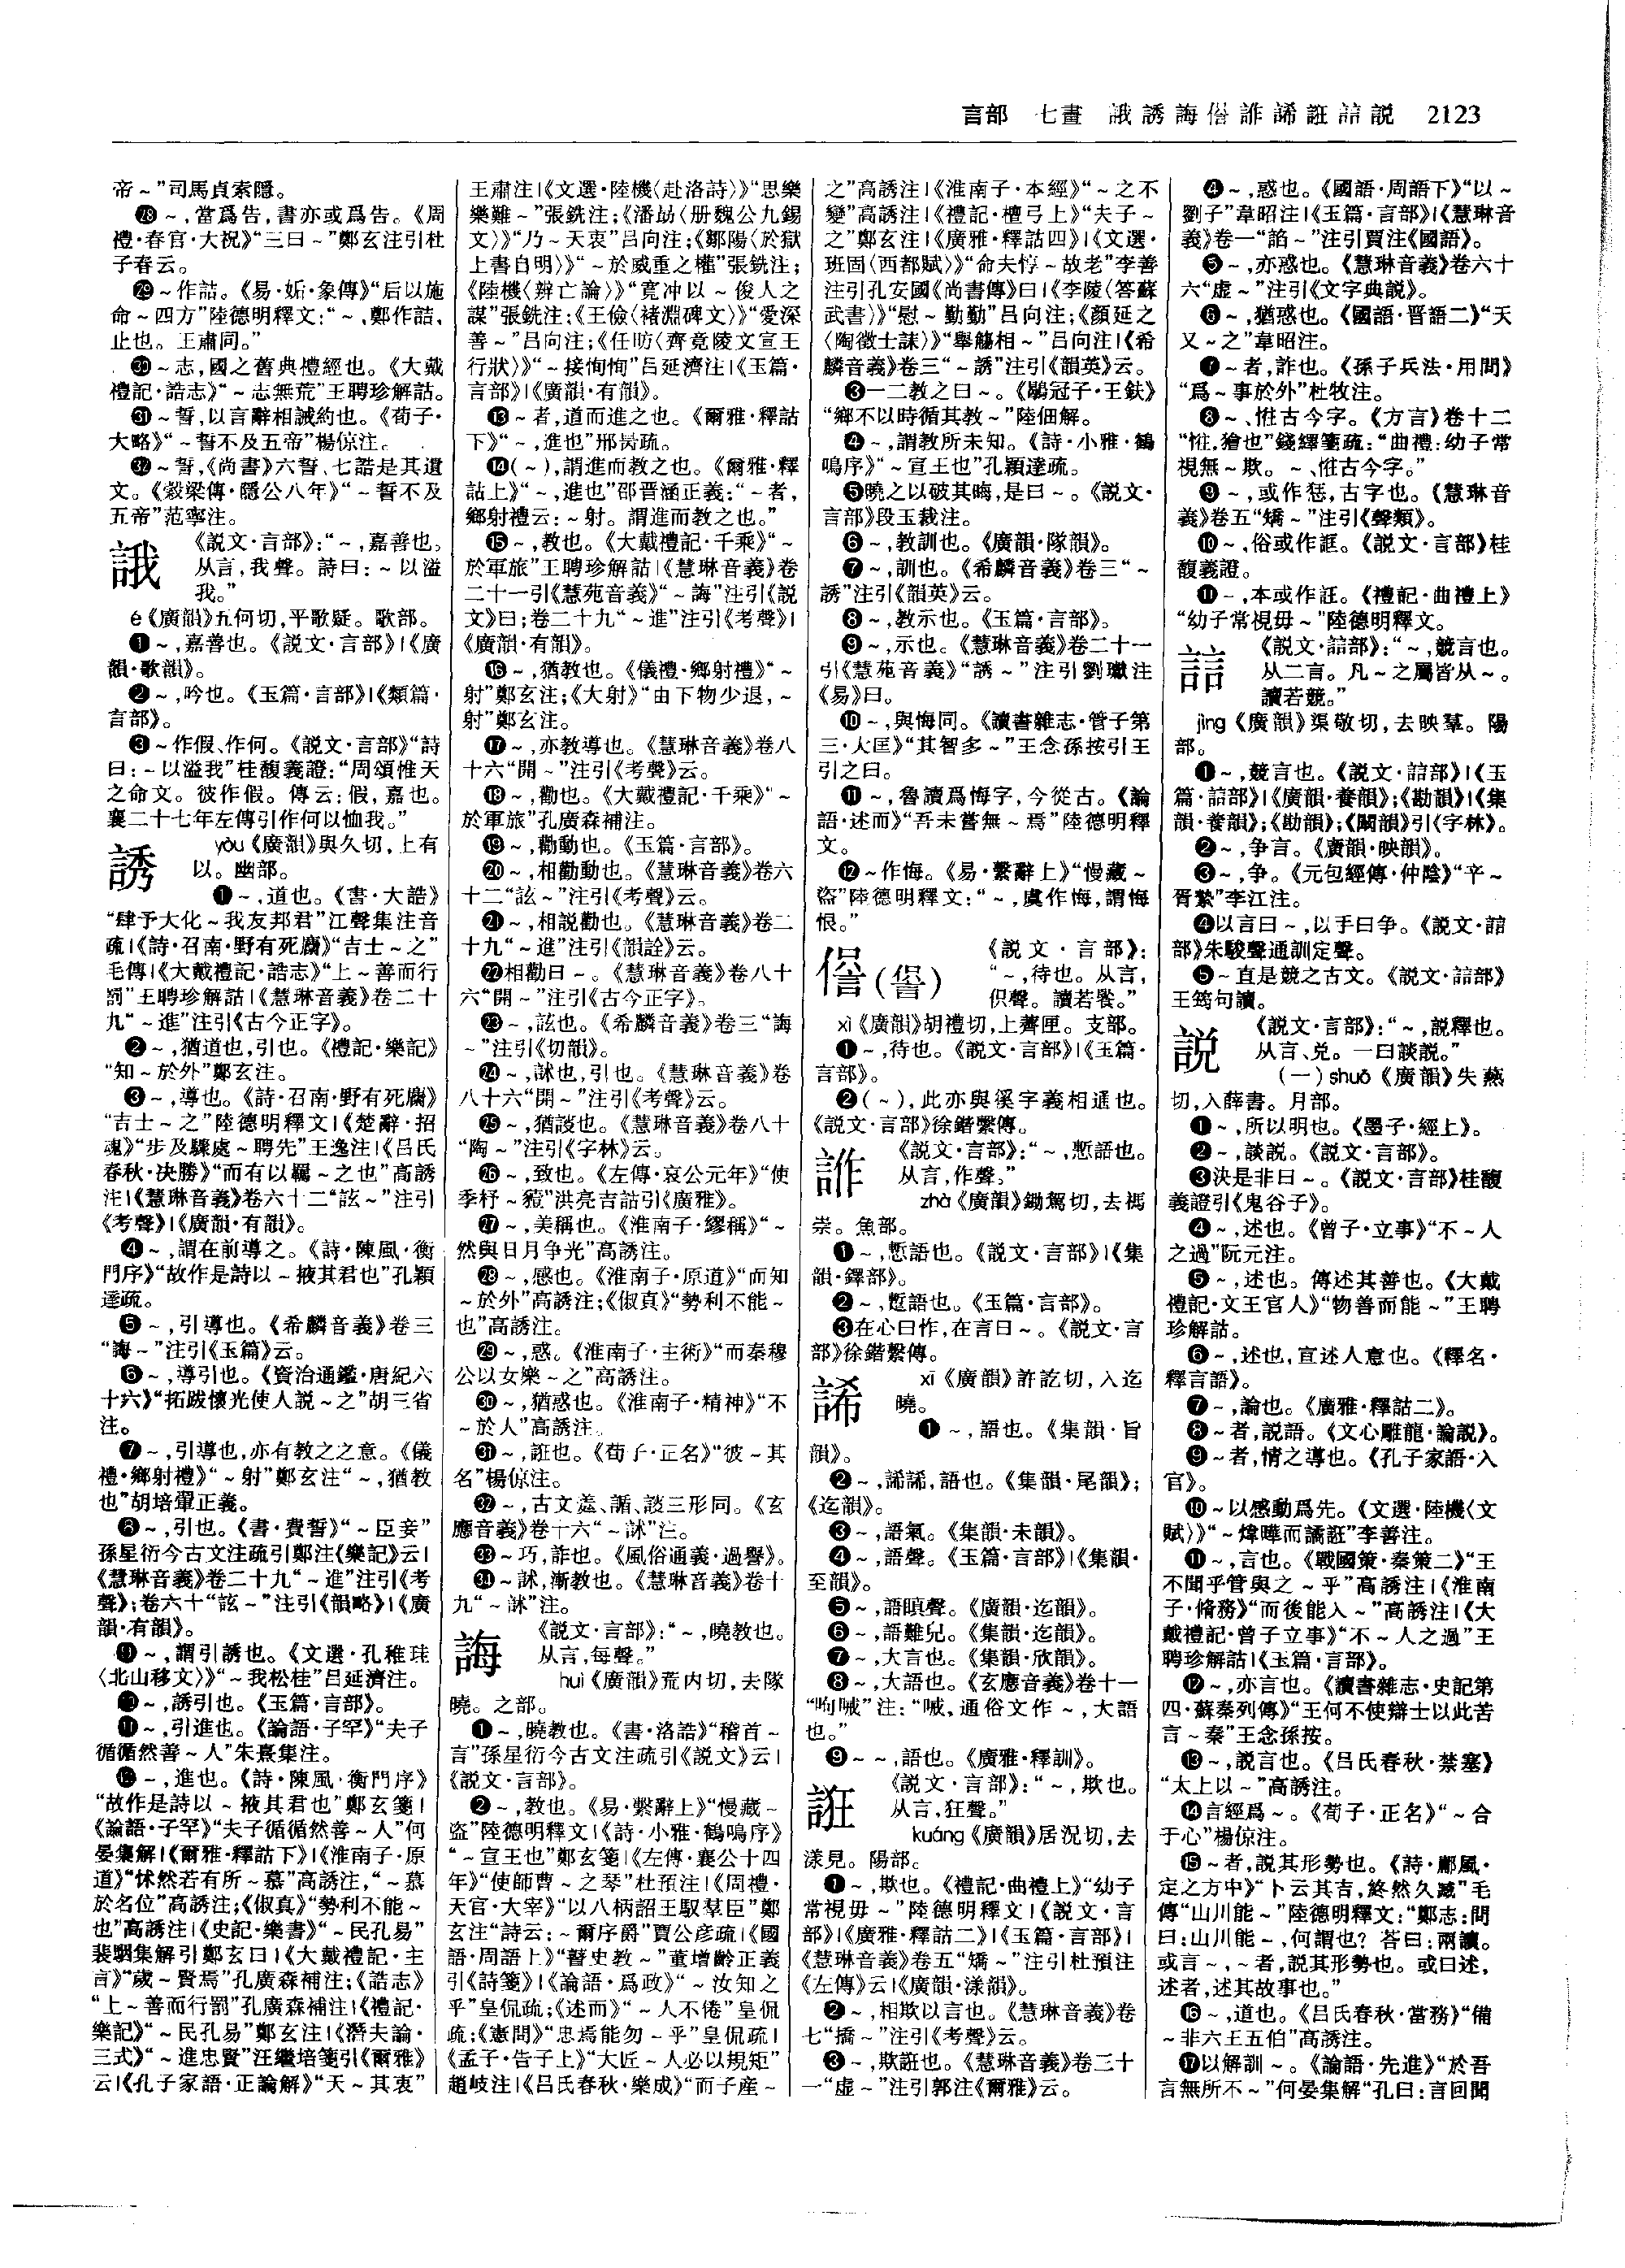 言部　七畫　誐誘誨㑾詐誒誑誩説　2123
帝～”司馬貞索隱。
㉘～,當爲告,書亦或爲告。《周
禮·春官·大祝》“三曰～”鄭玄注引杜
子春云。
㉙～作詰。《易·姤·象傳》“后以施
命～四方”陸德明釋文:“～,鄭作詰,
止也。王肅同。”
㉚～志,國之舊典禮經也。《大戴
禮記·誥志》“～志無荒”王聘珍解詁。
㉛～誓,以言辭相誡約也。《荀子·
大略》“～誓不及五帝”楊倞注。
㉜～誓,《尚書》六誓、七誥是其遺
文。《穀梁傳·隱公八年》“～誓不及
五帝”范寧注。
誐 《説文·言部》:“～,嘉善也。
从言,我聲。詩曰:～以溢
我。”
é《廣韻》五何切,平歌疑。歌部。
❶～,嘉善也。《説文·言部》|《廣
韻·歌韻》。
❷～,吟也。《玉篇·言部》|《類篇·
言部》。
❸～作假、作何。《説文·言部》“詩
曰:～以溢我”桂馥義證:“周頌惟天
之命文。彼作假。傳云:假,嘉也。
襄二十七年左傳引作何以恤我。”
誘 yòu《廣韻》與久切,上有
以。幽部。
❶～,道也。《書·大誥》
“肆予大化～我友邦君”江聲集注音
疏|《詩·召南·野有死麕》“吉士～之”
毛傳|《大戴禮記·誥志》“上～善而行
罰”王聘珍解詁|《慧琳音義》卷二十
九“～進”注引《古今正字》。
❷～,猶道也,引也。《禮記·樂記》
“知～於外”鄭玄注。
❸～,導也。《詩·召南·野有死麕》
“吉士～之”陸德明釋文|《楚辭·招
魂》“步及驟處～騁先”王逸注|《呂氏
春秋·決勝》“而有以羈～之也”高誘
注|《慧琳音義》卷六十二“詃～”注引
《考聲》|《廣韻·有韻》。
❹～,謂在前導之。《詩·陳風·衡
門序》“故作是詩以～掖其君也”孔穎
達疏。
❺～,引導也。《希麟音義》卷三
“誨～”注引《玉篇》云。
❻～,導引也。《資治通鑑·唐紀六
十六》“拓跋懷光使人説～之”胡三省
注。
❼～,引導也,亦有教之之意。《儀
禮·鄉射禮》“～射”鄭玄注“～,猶教
也”胡培翬正義。
❽～,引也。《書·費誓》“～臣妾”
孫星衍今古文注疏引鄭注《樂記》云|
《慧琳音義》卷二十九“～進”注引《考
聲》;卷六十“詃～”注引《韻略》|《廣
韻·有韻》。
❾～,謂引誘也。《文選·孔稚珪
〈北山移文〉》“～我松桂”呂延濟注。
❿～,誘引也。《玉篇·言部》。
⓫～,引進也。《論語·子罕》“夫子
循循然善～人”朱熹集注。
⓬～,進也。《詩·陳風·衡門序》
“故作是詩以～掖其君也”鄭玄箋|
《論語·子罕》“夫子循循然善～人”何
晏集解|《爾雅·釋詁下》|《淮南子·原
道》“怵然若有所～慕”高誘注,“～慕
於名位”高誘注;《俶真》“勢利不能～
也”高誘注|《史記·樂書》“～民孔易”
裴駰集解引鄭玄曰|《大戴禮記·主
言》“歲～賢焉”孔廣森補注;《誥志》
“上～善而行罰”孔廣森補注|《禮記·
樂記》“～民孔易”鄭玄注|《潛夫論·
三式》“～進忠賢”汪繼培箋引《爾雅》
云|《孔子家語·正論解》“天～其衷”
王肅注|《文選·陸機〈赴洛詩〉》“思樂
樂難～”張銑注;《潘勗〈册魏公九錫
文〉》“乃～天衷”呂向注;《鄒陽〈於獄
上書自明〉》“～於威重之權”張銑注;
《陸機〈辨亡論〉》“寬冲以～俊人之
謀”張銑注;《王儉〈褚淵碑文〉》“愛深
善～”呂向注;《任昉〈齊竟陵文宣王
行狀〉》“～接恂恂”呂延濟注|《玉篇·
言部》|《廣韻·有韻》。
⓭～者,道而進之也。《爾雅·釋詁
下》“～,進也”邢昺疏。
⓮(～),謂進而教之也。《爾雅·釋
詁上》“～,進也”邵晋涵正義:“～者,
鄉射禮云:～射。謂進而教之也。”
⓯～,教也。《大戴禮記·千乘》“～
於軍旅”王聘珍解詁|《慧琳音義》卷
二十一引《慧苑音義》“～誨”注引《説
文》曰;卷二十九“～進”注引《考聲》|
《廣韻·有韻》。
⓰～,猶教也。《儀禮·鄉射禮》“～
射”鄭玄注;《大射》“由下物少退,～
射”鄭玄注。
⓱～,亦教導也。《慧琳音義》卷八
十六“開～”注引《考聲》云。
⓲～,勸也。《大戴禮記·千乘》“～
於軍旅”孔廣森補注。
⓳～,勸動也。《玉篇·言部》。
⓴～,相勸動也。《慧琳音義》卷六
十二“詃～”注引《考聲》云。
㉑～,相説勸也。《慧琳音義》卷二
十九“～進”注引《韻詮》云。
㉒相勸曰～。《慧琳音義》卷八十
六“開～”注引《古今正字》。
㉓～,詃也。《希麟音義》卷三“誨
～”注引《切韻》。
㉔～,訹也,引也。《慧琳音義》卷
八十六“開～”注引《考聲》云。
㉕～,猶𧩙也。《慧琳音義》卷八十
“陶～”注引《字林》云。
㉖～,致也。《左傳·哀公元年》“使
季杼～豷”洪亮吉詁引《廣雅》。
㉗～,美稱也。《淮南子·繆稱》“～
然與日月争光”高誘注。
㉘～,惑也。《淮南子·原道》“而知
～於外”高誘注;《俶真》“勢利不能～
也”高誘注。
㉙～,惑。《淮南子·主術》“而秦穆
公以女樂～之”高誘注。
㉚～,猶惑也。《淮南子·精神》“不
～於人”高誘注。
㉛～,誑也。《荀子·正名》“彼～其
名”楊倞注。
㉜～,古文羑、䛻、三形同。《玄
應音義》卷十六“～訹”注。
㉝～巧,詐也。《風俗通義·過譽》。
㉞～訹,漸教也。《慧琳音義》卷十
九“～訹”注。
誨 《説文·言部》:“～,曉教也。
从言,每聲。”
huì《廣韻》荒内切,去隊
曉。之部。
❶～,曉教也。《書·洛誥》“稽首～
言”孫星衍今古文注疏引《説文》云|
《説文·言部》。
❷～,教也。《易·繫辭上》“慢藏～
盜”陸德明釋文|《詩·小雅·鶴鳴序》
“～宣王也”鄭玄箋|《左傳·襄公十四
年》“使師曹～之琴”杜預注|《周禮·
天官·大宰》“以八柄詔王馭羣臣”鄭
玄注“詩云:～爾序爵”賈公彦疏|《國
語·周語上》“瞽史教～”董增齡正義
引《詩箋》|《論語·爲政》“～汝知之
乎”皇侃疏;《述而》“～人不倦”皇侃
疏;《憲問》“忠焉能勿～乎”皇侃疏|
《孟子·告子上》“大匠～人必以規矩”
趙岐注|《呂氏春秋·樂成》“而子産～
之”高誘注|《淮南子·本經》“～之不
變”高誘注|《禮記·檀弓上》“夫子～
之”鄭玄注|《廣雅·釋詁四》|《文選·
班固〈西都賦〉》“命夫惇～故老”李善
注引孔安國《尚書傳》曰|《李陵〈答蘇
武書〉》“慰～勤勤”呂向注;《顔延之
〈陶徵士誄〉》“舉觴相～”呂向注|《希
麟音義》卷三“～誘”注引《韻英》云。
❸一二教之曰～。《鶡冠子·王鈇》
“鄉不以時循其教～”陸佃解。
❹～,謂教所未知。《詩·小雅·鶴
鳴序》“～宣王也”孔穎達疏。
❺曉之以破其晦,是曰～。《説文·
言部》段玉裁注。
❻～,教訓也。《廣韻·隊韻》。
❼～,訓也。《希麟音義》卷三“～
誘”注引《韻英》云。
❽～,教示也。《玉篇·言部》。
❾～,示也。《慧琳音義》卷二十一
引《慧苑音義》“誘～”注引劉瓛注
《易》曰。
❿～,與悔同。《讀書雜志·管子第
三·大匡》“其智多～”王念孫按引王
引之曰。
⓫～,魯讀爲悔字,今從古。《論
語·述而》“吾未嘗無～焉”陸德明釋
文。
⓬～作悔。《易·繫辭上》“慢藏～
盜”陸德明釋文:“～,虞作悔,謂悔
恨。”
《説文·言部》:
“～,待也。从言,
伿聲。讀若餥。”
xì《廣韻》胡禮切,上薺匣。支部。
❶～,待也。《説文·言部》|《玉篇·
言部》。
❷(～),此亦與徯字義相通也。
《説文·言部》徐鍇繫傳。
詐 《説文·言部》:“～,慙語也。
从言,作聲。”
zhà《廣韻》鋤駕切,去禡
崇。魚部。
❶～,慙語也。《説文·言部》|《集
韻·鐸部》。
❷～,慙語也。《玉篇·言部》。
❸在心曰怍,在言曰～。《説文·言
部》徐鍇繫傳。
誒 xī《廣韻》許訖切,入迄
曉。
❶～,語也。《集韻·旨
韻》。
❷～,誒誒,語也。《集韻·尾韻》;
《迄韻》。
❸～,語氣。《集韻·未韻》。
❹～,語聲。《玉篇·言部》|《集韻·
至韻》。
❺～,語瞋聲。《廣韻·迄韻》。
❻～,語難皃。《集韻·迄韻》。
❼～,大言也。《集韻·欣韻》。
❽～,大語也。《玄應音義》卷十一
注:“㖑,通俗文作～,大語
也。”
❾～～,語也。《廣雅·釋訓》。
誑 《説文·言部》:“～,欺也。
从言,狂聲。”
kuáng《廣韻》居況切,去
漾見。陽部。
❶～,欺也。《禮記·曲禮上》“幼子
常視毋～”陸德明釋文|《説文·言
部》|《廣雅·釋詁二》|《玉篇·言部》|
《慧琳音義》卷五“矯～”注引杜預注
《左傳》云|《廣韻·漾韻》。
❷～,相欺以言也。《慧琳音義》卷
七“撟～”注引《考聲》云。
❸～,欺誑也。《慧琳音義》卷三十
一“虚～”注引郭注《爾雅》云。
❹～,惑也。《國語·周語下》“以～
劉子”韋昭注|《玉篇·言部》|《慧琳音
義》卷一“諂～”注引賈注《國語》。
❺～,亦惑也。《慧琳音義》卷六十
六“虚～”注引《文字典説》。
❻～,猶惑也。《國語·晋語二》“天
又～之”韋昭注。
❼～者,詐也。《孫子兵法·用間》
“爲～事於外”杜牧注。
❽～、恇古今字。《方言》卷十二
“恇,獪也”錢繹箋疏:“曲禮:幼子常
視無～欺。～、恇古今字。”
❾～,或作惩,古字也。《慧琳音
義》卷五“矯～”注引《聲類》。
❿～,俗或作誆。《説文·言部》桂
馥義證。
⓫～,本或作䛗。《禮記·曲禮上》
“幼子常視毋～”陸德明釋文。
誩 《説文·誩部》:“～,競言也。
从二言。凡～之屬皆从～。
讀若競。”
jìng《廣韻》渠敬切,去映羣。陽
部。
❶～,競言也。《説文·誩部》|《玉
篇·誩部》|《廣韻·養韻》;《勘韻》|《集
韻·養韻》;《勘韻》;《闞韻》引《字林》。
❷～,争言。《廣韻·映韻》。
❸～,争。《元包經傳·仲陰》“卒～
胥縶”李江注。
❹以言曰～,以手曰争。《説文·誩
部》朱駿聲通訓定聲。
❺～直是競之古文。《説文·誩部》
王筠句讀。
説 《説文·言部》:“～,説釋也。
从言、兑。一曰談説。”
(一)shuō《廣韻》失爇
切,入薛書。月部。
❶～,所以明也。《墨子·經上》。
❷～,談説。《説文·言部》。
❸決是非曰～。《説文·言部》桂馥
義證引《鬼谷子》。
❹～,述也。《曾子·立事》“不～人
之過”阮元注。
❺～,述也。傳述其善也。《大戴
禮記·文王官人》“物善而能～”王聘
珍解詁。
❻～,述也,宣述人意也。《釋名·
釋言語》。
❼～,論也。《廣雅·釋詁二》。
❽～者,説語。《文心雕龍·論説》。
❾～者,情之導也。《孔子家語·入
官》。
❿～以感動爲先。《文選·陸機〈文
賦〉》“～煒曄而譎誑”李善注。
⓫～,言也。《戰國策·秦策二》“王
不聞乎管與之～乎”高誘注|《淮南
子·脩務》“而後能入～”高誘注|《大
戴禮記·曾子立事》“不～人之過”王
聘珍解詁|《玉篇·言部》。
⓬～,亦言也。《讀書雜志·史記第
四·蘇秦列傳》“王何不使辯士以此苦
言～秦”王念孫按。
⓭～,説言也。《呂氏春秋·禁塞》
“太上以～”高誘注。
⓮言經爲～。《荀子·正名》“～合
于心”楊倞注。
⓯～者,説其形勢也。《詩·鄘風·
定之方中》“卜云其吉,終然允臧”毛
傳“山川能～”陸德明釋文:“鄭志:問
曰:山川能～,何謂也?答曰:兩讀。
或言～,～者,説其形勢也。或曰述,
述者,述其故事也。”
⓰～,道也。《呂氏春秋·當務》“備
～非六王五伯”高誘注。
⓱以解訓～。《論語·先進》“於吾
言無所不～”何晏集解“孔曰:言回聞